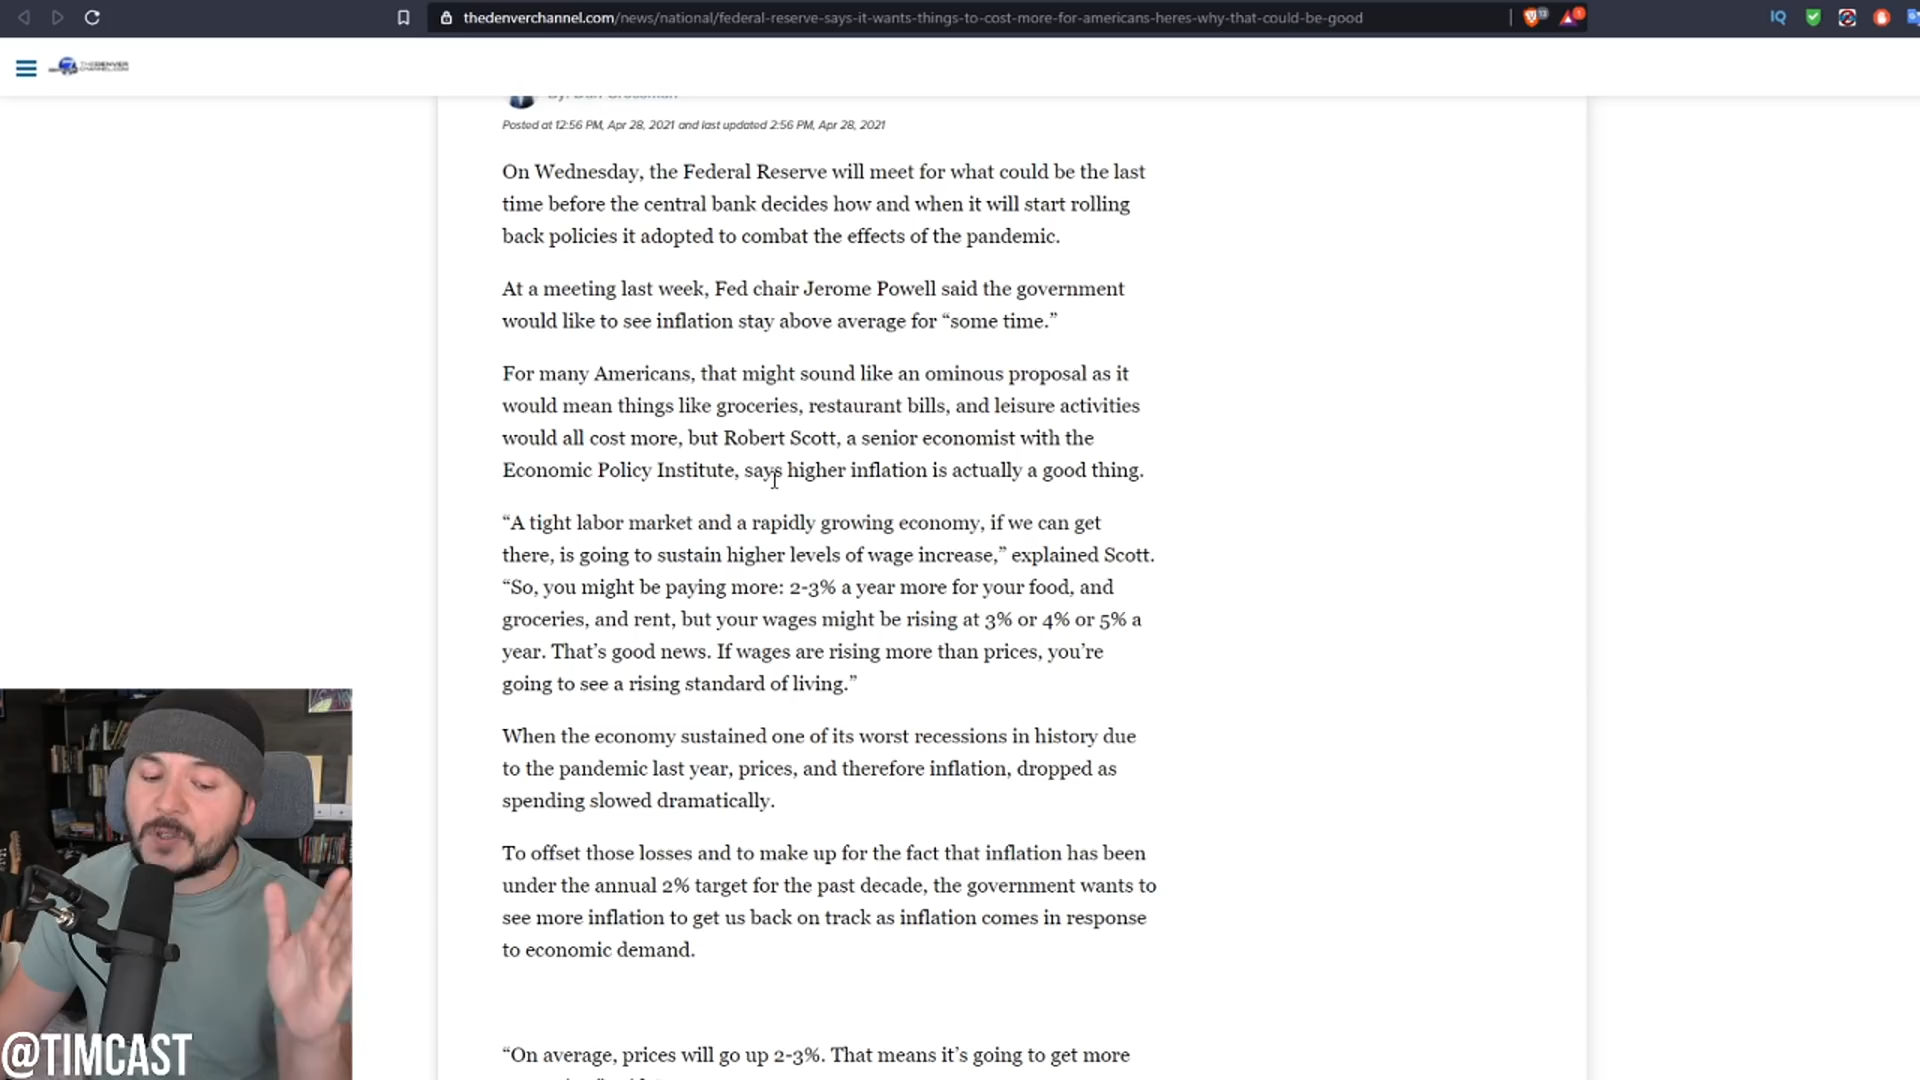 thedenverchannel.com/news/national/federal-reserve-says-it-wants-things-to-cost-more-for-americans-heres-why-that-could-be-good
IQ
Posted at 12:56 PM, Apr 28, 2021 and last updated 2:56 PM, Apr 28, 2021
On Wednesday, the Federal Reserve will meet for what could be the last
time before the central bank decides how and when it will start rolling
back policies it adopted to combat the effects of the pandemic.
At a meeting last week, Fed chair Jerome Powell said the government
would like to see inflation stay above average for “some time.”
For many Americans, that might sound like an ominous proposal as it
would mean things like groceries, restaurant bills, and leisure activities
would all cost more, but Robert Scott, a senior economist with the
Economic Policy Institute, says higher inflation is actually a good thing.
“A tight labor market and a rapidly growing economy, if we can get
there, is going to sustain higher levels of wage increase,” explained Scott.
“So, you might be paying more: 2-3% a year more for your food, and
groceries, and rent, but your wages might be rising at 3% or 4% or 5% a
year. That’s good news. If wages are rising more than prices, you’re
going to see a rising standard of living.”
When the economy sustained one of its worst recessions in history due
to the pandemic last year, prices, and therefore inflation, dropped as
spending slowed dramatically.
To offset those losses and to make up for the fact that inflation has been
under the annual 2% target for the past decade, the government wants to
see more inflation to get us back on track as inflation comes in response
to economic demand.
“On average, prices will go up 2-3%. That means it’s going to get more
@TIMCAST